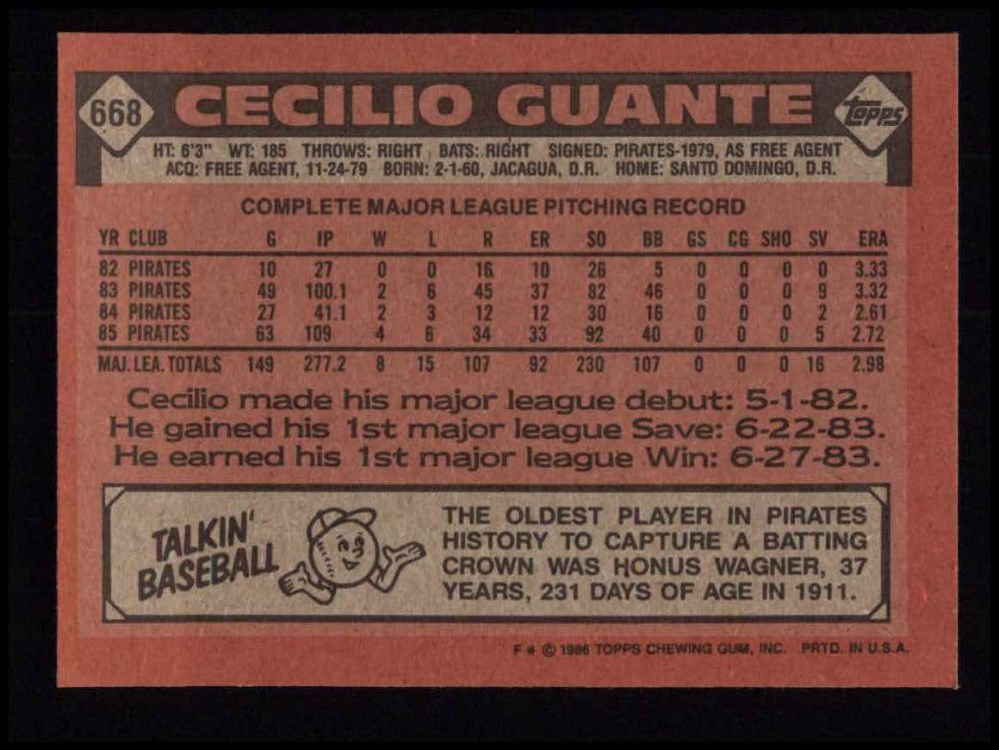 668 CECILIO GUANTE topps
HT: 6'3" WT: 185 THROWS: RIGHT BATS: RIGHT SIGNED: PIRATES-1979, AS FREE AGENT
ACQ: FREE AGENT, 11-24-79 BORN: 2-1-60, JACAGUA, D.R. HOME: SANTO DOMINGO, D.R.
COMPLETE MAJOR LEAGUE PITCHING RECORD
YR CLUB G IP W L R ER SO BB GS CG SHO SV ERA
82 PIRATES 10 27 0 0 16 10 26 5 0 0 0 0 3.33
83 PIRATES 49 100.1 2 6 45 37 82 46 0 0 0 9 3.32
84 PIRATES 27 41.1 2 3 12 12 30 16 0 0 0 2 2.61
85 PIRATES 63 109 4 6 34 33 92 40 0 0 0 5 2.72
MAJ. LEA. TOTALS 149 277.2 8 15 107 92 230 107 0 0 0 16 2.98
Cecilio made his major league debut: 5-1-82.
He gained his 1st major league Save: 6-22-83.
He earned his 1st major league Win: 6-27-83.
TALKIN'
BASEBALL
THE OLDEST PLAYER IN PIRATES
HISTORY TO CAPTURE A BATTING
CROWN WAS HONUS WAGNER, 37
YEARS, 231 DAYS OF AGE IN 1911.
F * © 1986 TOPPS CHEWING GUM, INC. PRTD. IN U.S.A.